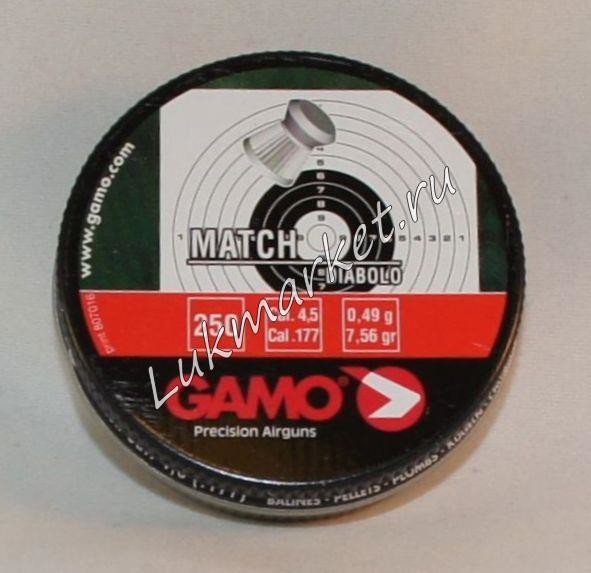 www.gamo.com
MATCH
DIABOLO
250
Cal. 4,5
Cal .177
0,49 g
7,56 gr
GAMO®
Precision Airguns
BALINES - PELLETS - PLOMBS - KUGELN
Lukmarket.ru